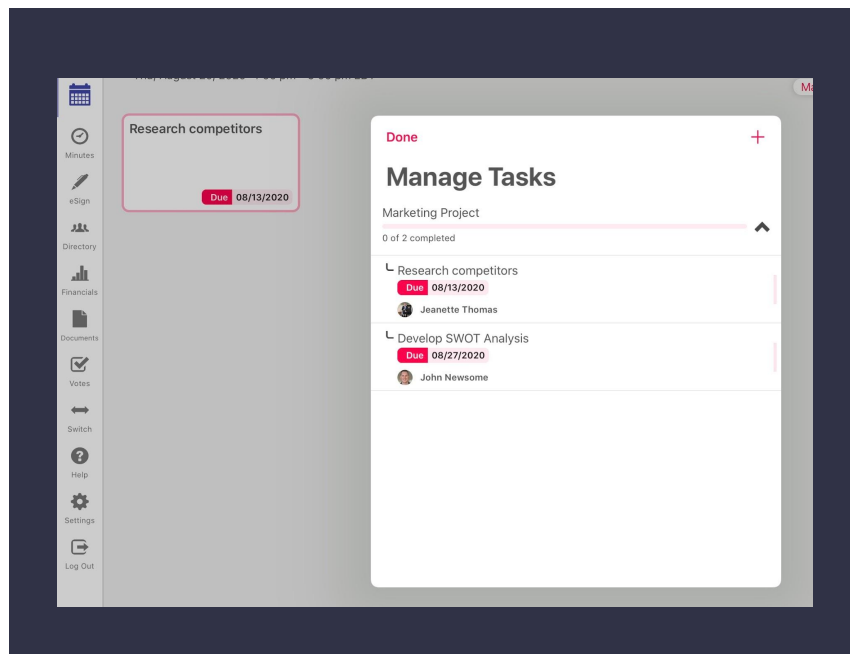 Ma
Minutes
eSign
Directory
Financials
Documents
Votes
Switch
Help
Settings
Log Out
Research competitors
Due 08/13/2020
Done
+
Manage Tasks
Marketing Project
0 of 2 completed
Research competitors
Due 08/13/2020
Jeanette Thomas
Develop SWOT Analysis
Due 08/27/2020
John Newsome